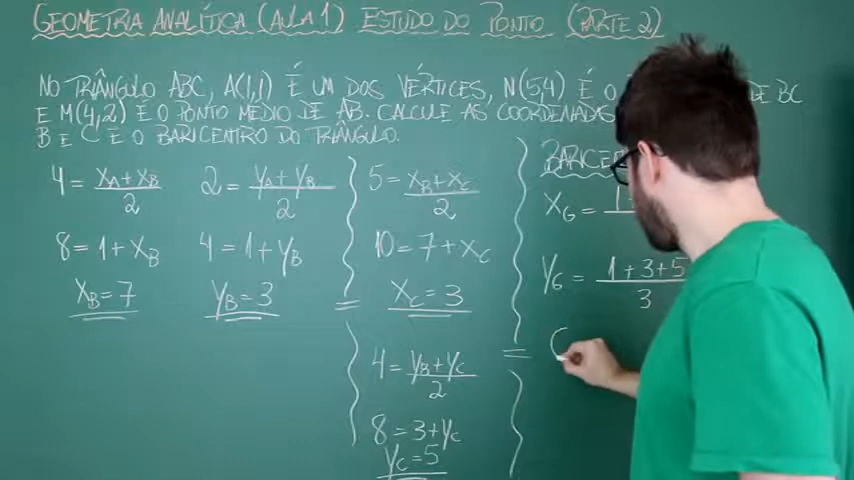 GEOMETRIA ANALÍTICA (AULA 1) ESTUDO DO PONTO (PARTE 2)
NO TRIÂNGULO ABC, A(1,1) É UM DOS VÉRTICES, N(5,4) É O DE BC
E M(4,2) É O PONTO MÉDIO DE AB. CALCULE AS COORDENADAS
B E C E O BARICENTRO DO TRIÂNGULO.
4 = XA+XB / 2
8 = 1 + XB
XB = 7
2 = YA+YB / 2
4 = 1 + YB
YB = 3
5 = XB+XC / 2
10 = 7 + XC
XC = 3
4 = YB+YC / 2
8 = 3 + YC
YC = 5
XG = 1
YG = 1+3+5 / 3